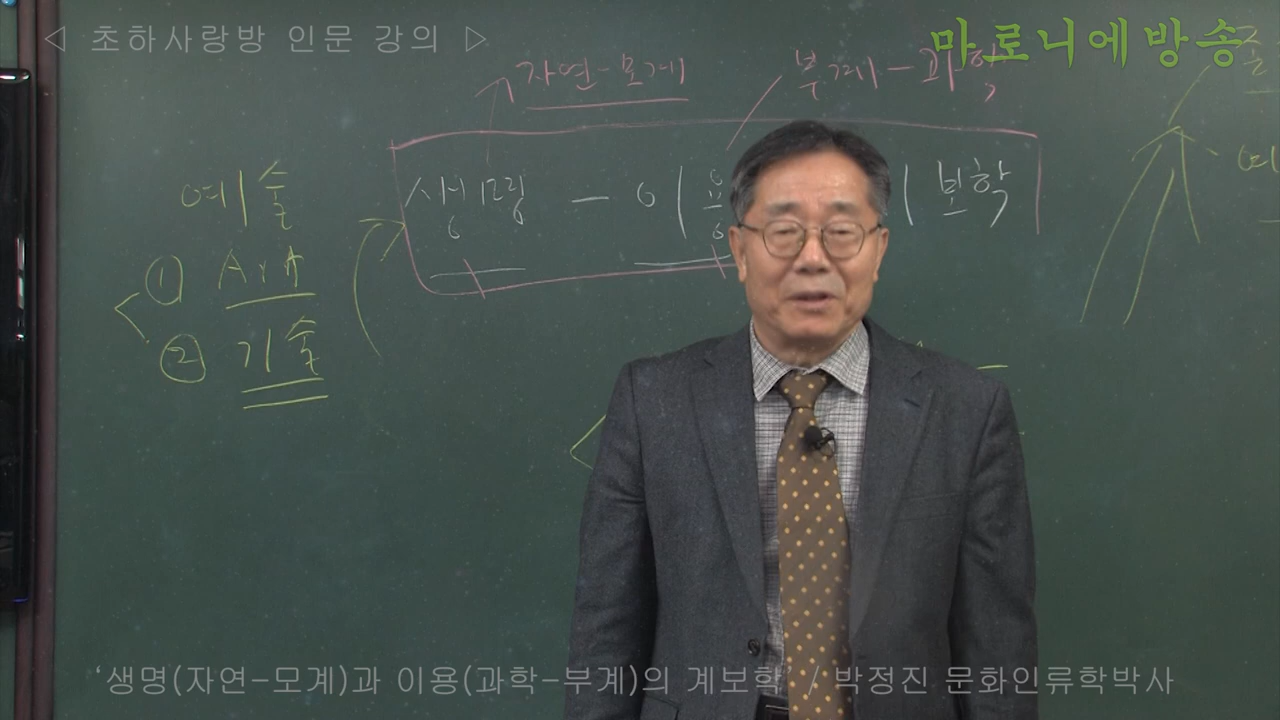 ◁ 초하사랑방 인문 강의 ▷
마로니에방송
자연-모계
부계-과학
예술
생명 - 이용 보학
① Art
② 기술
예
'생명(자연-모계)과 이용(과학-부계)의 계보학' / 박정진 문화인류학박사